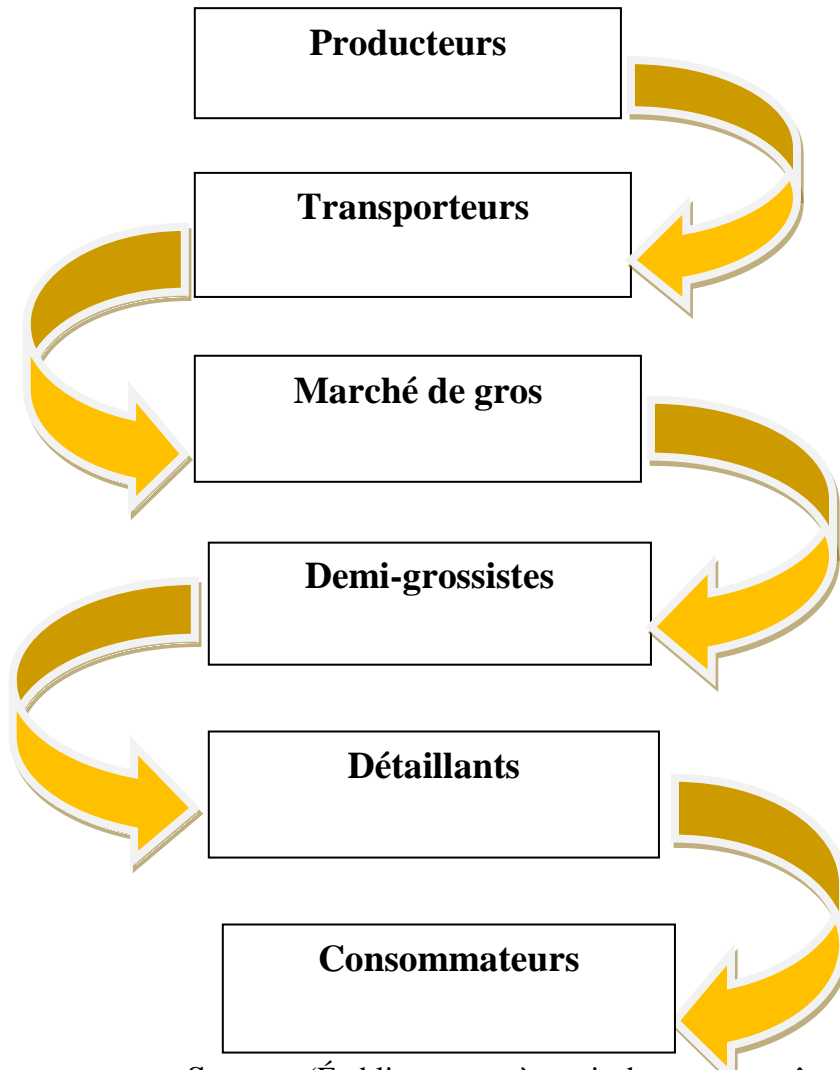 Producteurs
Transporteurs
Marché de gros
Demi-grossistes
Détaillants
Consommateurs